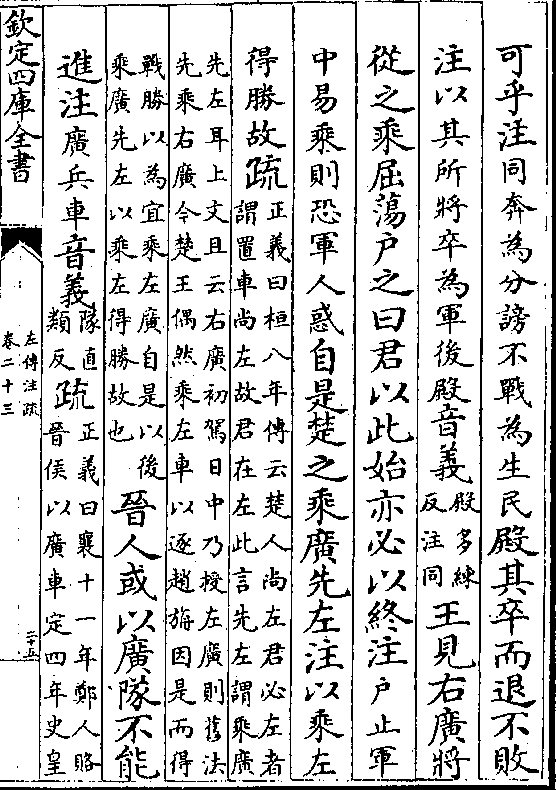 可乎注同奔為分謗不戰為生民殿其卒而退不敗
注以其所將卒為軍後殿音義殿多練反注同王見右廣將
從之乘屈蕩户之曰君以此始亦必以終注户止軍
中易乘則恐軍人惑自是楚之乘廣先左注以乘左
得勝故疏正義曰桓八年傳云楚人尚左君必左者
謂置車尚左故君在左此言先左謂乘廣
先左耳上文且云右廣初駕日中乃授左廣則舊法
先乘右廣今楚王偶然乘左車以逐趙旃因是而得
戰勝以為宜乘左廣自是以後
乘廣先左以乘左得勝故也晉人或以廣隊不能
進注廣兵車音義隊直類反疏正義曰襄十一年鄭人賂
晉侯以廣車定四年史皇
欽定四庫全書
左傳注疏
卷二十三
二十五